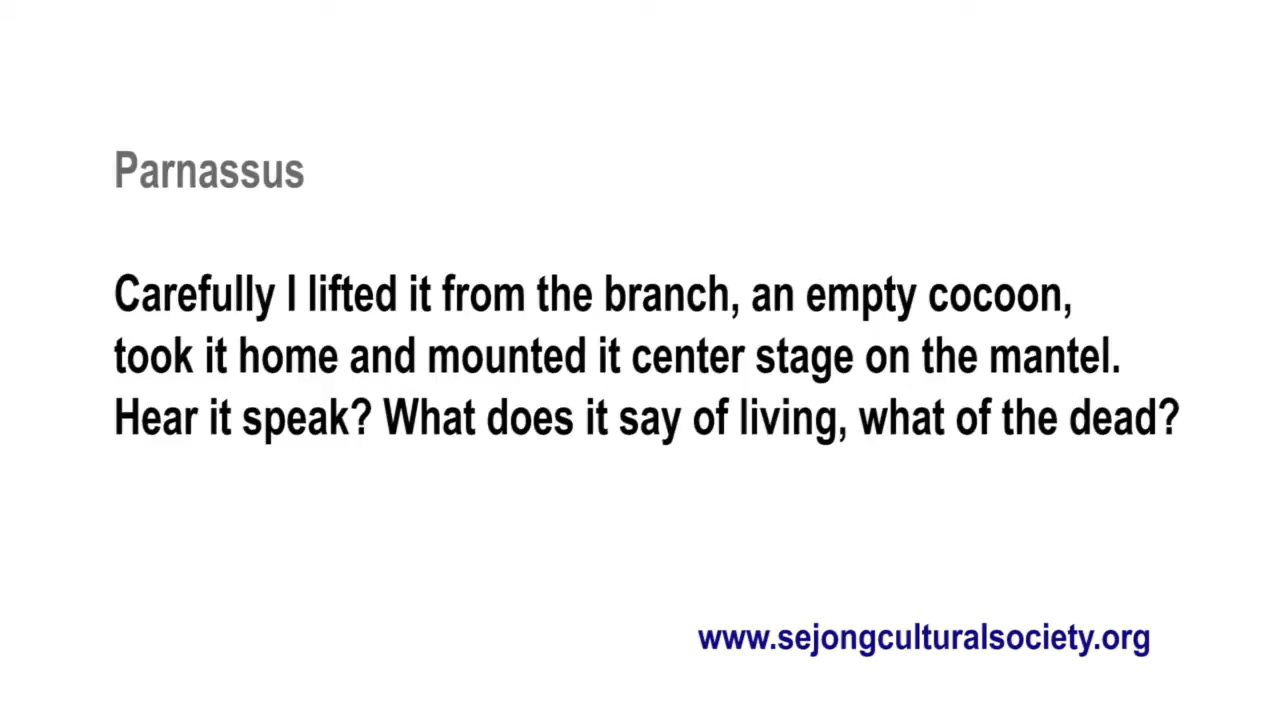 Parnassus
Carefully I lifted it from the branch, an empty cocoon,
took it home and mounted it center stage on the mantel.
Hear it speak? What does it say of living, what of the dead?
www.sejongculturalsociety.org